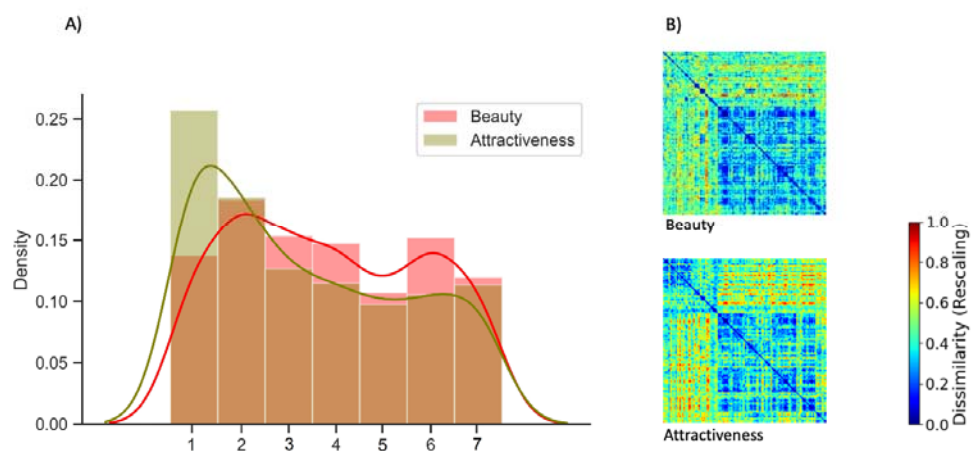 A)
B)
Density
0.25
0.20
0.15
0.10
0.05
0.00
Beauty
Attractiveness
1 2 3 4 5 6 7
Beauty
Attractiveness
1.0
0.8
0.6
0.4
0.2
0.0
Dissimilarity (Rescaling)